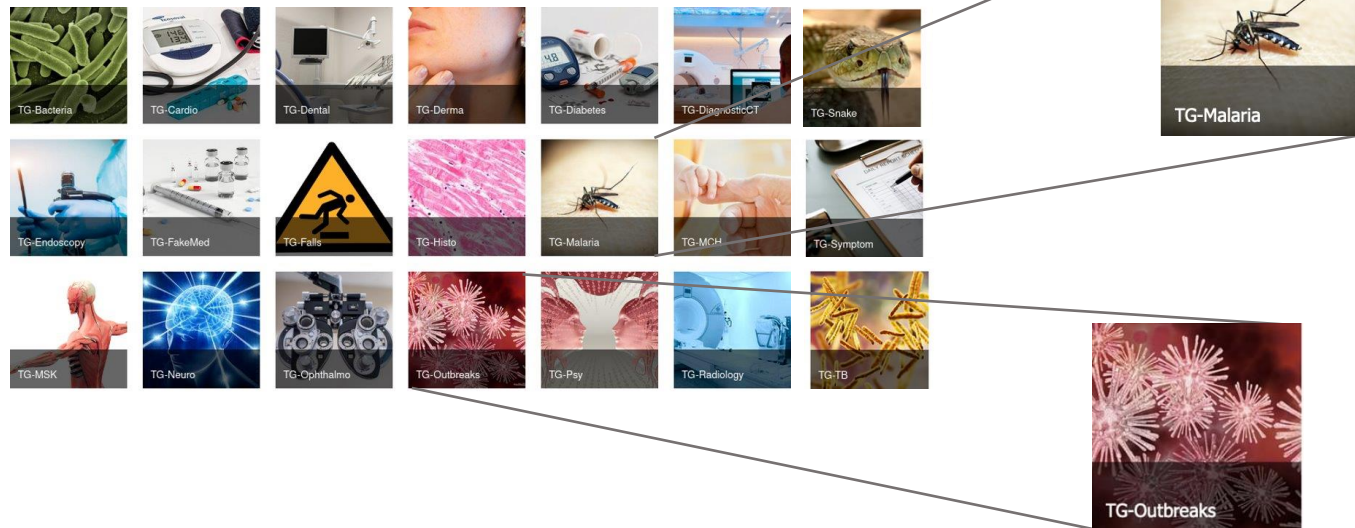 TG-Bacteria
TG-Cardio
TG-Dental
TG-Derma
TG-Diabetes
TG-DiagnosticCT
TG-Snake
TG-Malaria
TG-Endoscopy
TG-FakeMed
TG-Falls
TG-Histo
TG-Malaria
TG-MCH
TG-Symptom
TG-MSK
TG-Neuro
TG-Ophthalmo
TG-Outbreaks
TG-Psy
TG-Radiology
TG-TB
TG-Outbreaks